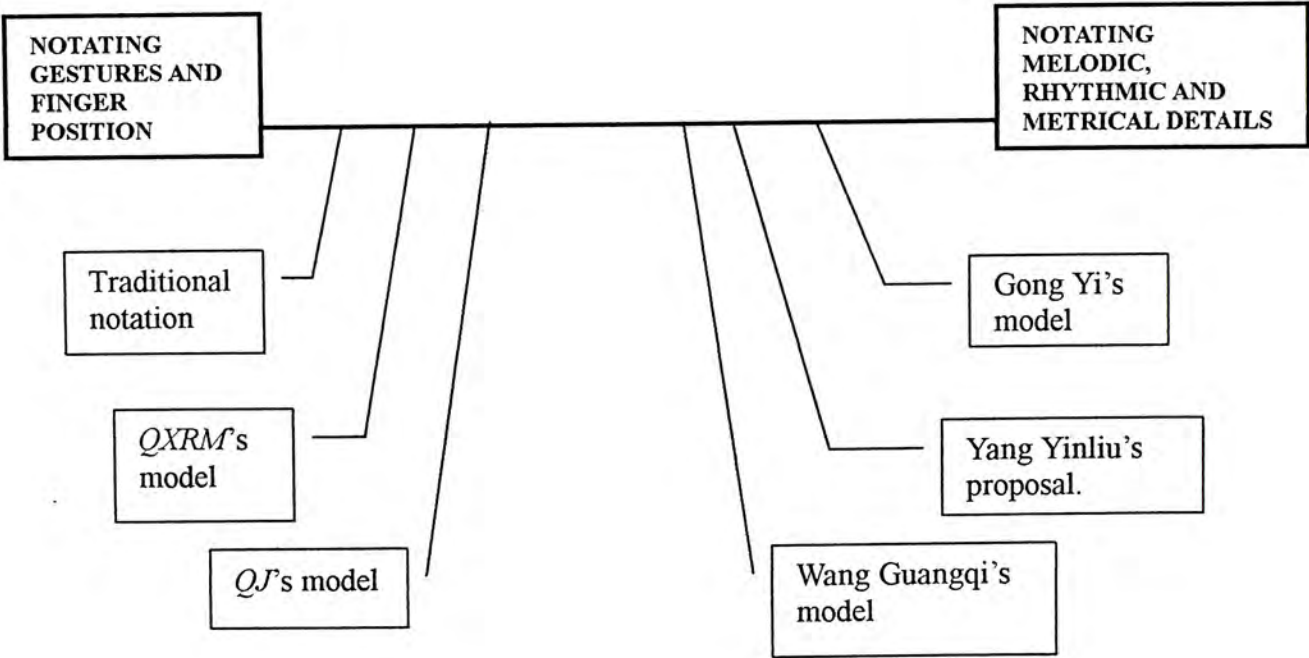 NOTATING
GESTURES AND
FINGER
POSITION
NOTATING
MELODIC,
RHYTHMIC AND
METRICAL DETAILS
Traditional
notation
Gong Yi's
model
QXRM's
model
Yang Yinliu's
proposal.
QJ's model
Wang Guangqi's
model